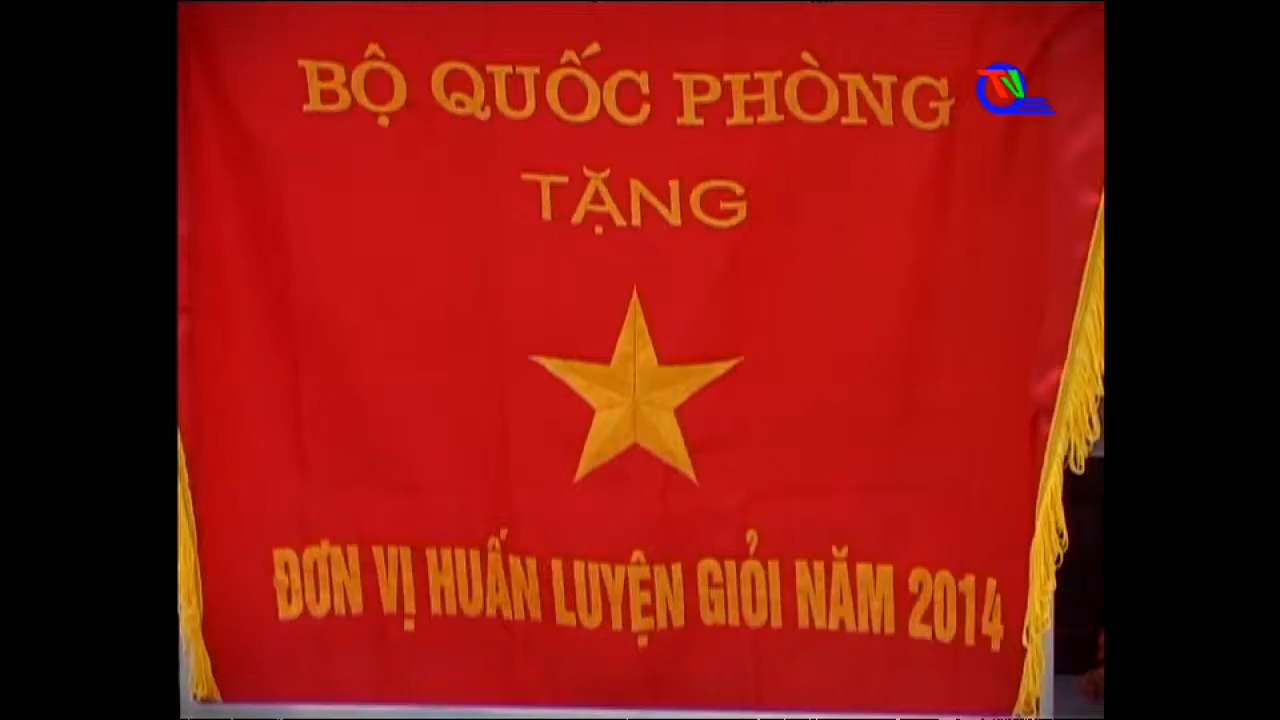 BỘ QUỐC PHÒNG
TẶNG
ĐƠN VỊ HUẤN LUYỆN GIỎI NĂM 2014